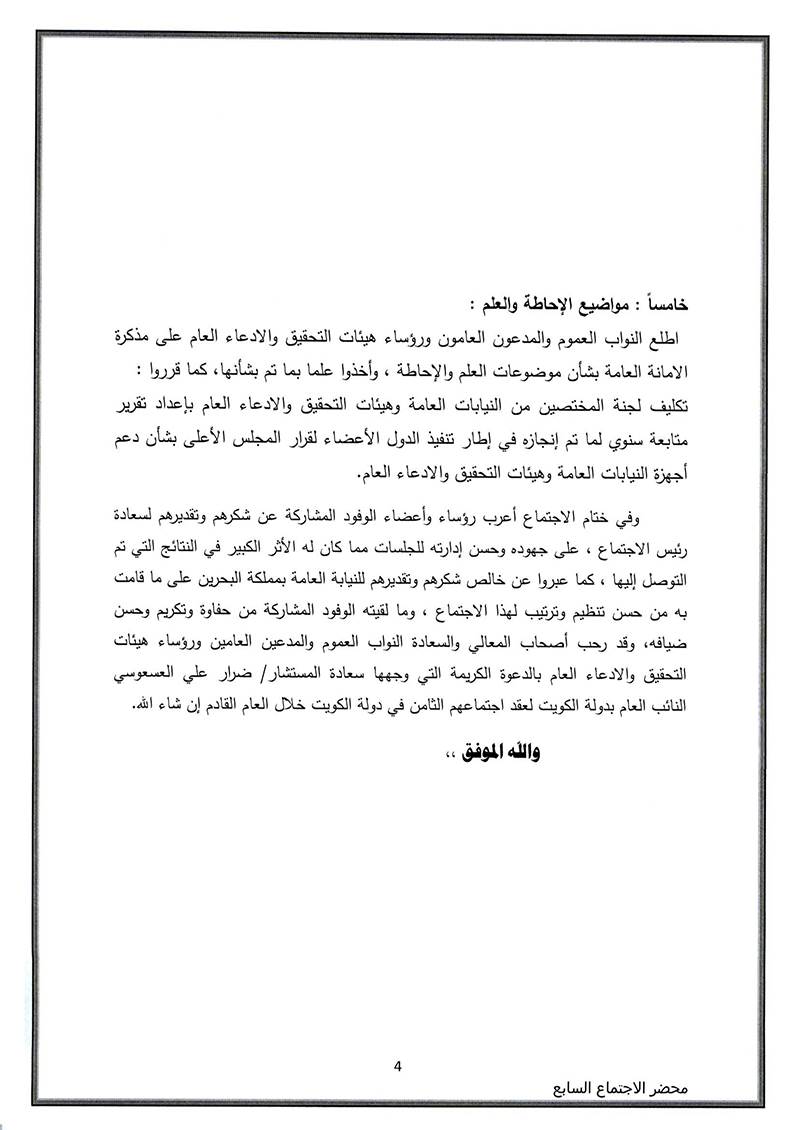 خامساً : مواضيع الإحاطة والعلم :
اطلع النواب العموم والمدعون العامون ورؤساء هيئات التحقيق والادعاء العام على مذكرة
الامانة العامة بشأن موضوعات العلم والإحاطة ، وأخذوا علما بما تم بشأنها، كما قرروا :
تكليف لجنة المختصين من النيابات العامة وهيئات التحقيق والادعاء العام بإعداد تقرير
متابعة سنوي لما تم إنجازه في إطار تنفيذ الدول الأعضاء لقرار المجلس الأعلى بشأن دعم
أجهزة النيابات العامة وهيئات التحقيق والادعاء العام.
وفي ختام الاجتماع أعرب رؤساء وأعضاء الوفود المشاركة عن شكرهم وتقديرهم لسعادة
رئيس الاجتماع ، على جهوده وحسن إدارته للجلسات مما كان له الأثر الكبير في النتائج التي تم
التوصل إليها ، كما عبروا عن خالص شكرهم وتقديرهم للنيابة العامة بمملكة البحرين على ما قامت
به من حسن تنظيم وترتيب لهذا الاجتماع ، وما لقيته الوفود المشاركة من حفاوة وتكريم وحسن
ضيافه، وقد رحب أصحاب المعالي والسعادة النواب العموم والمدعين العامين ورؤساء هيئات
التحقيق والادعاء العام بالدعوة الكريمة التي وجهها سعادة المستشار/ ضرار علي العسعوسي
النائب العام بدولة الكويت لعقد اجتماعهم الثامن في دولة الكويت خلال العام القادم إن شاء الله.
والله الموفق ،،
4
محضر الاجتماع السابع